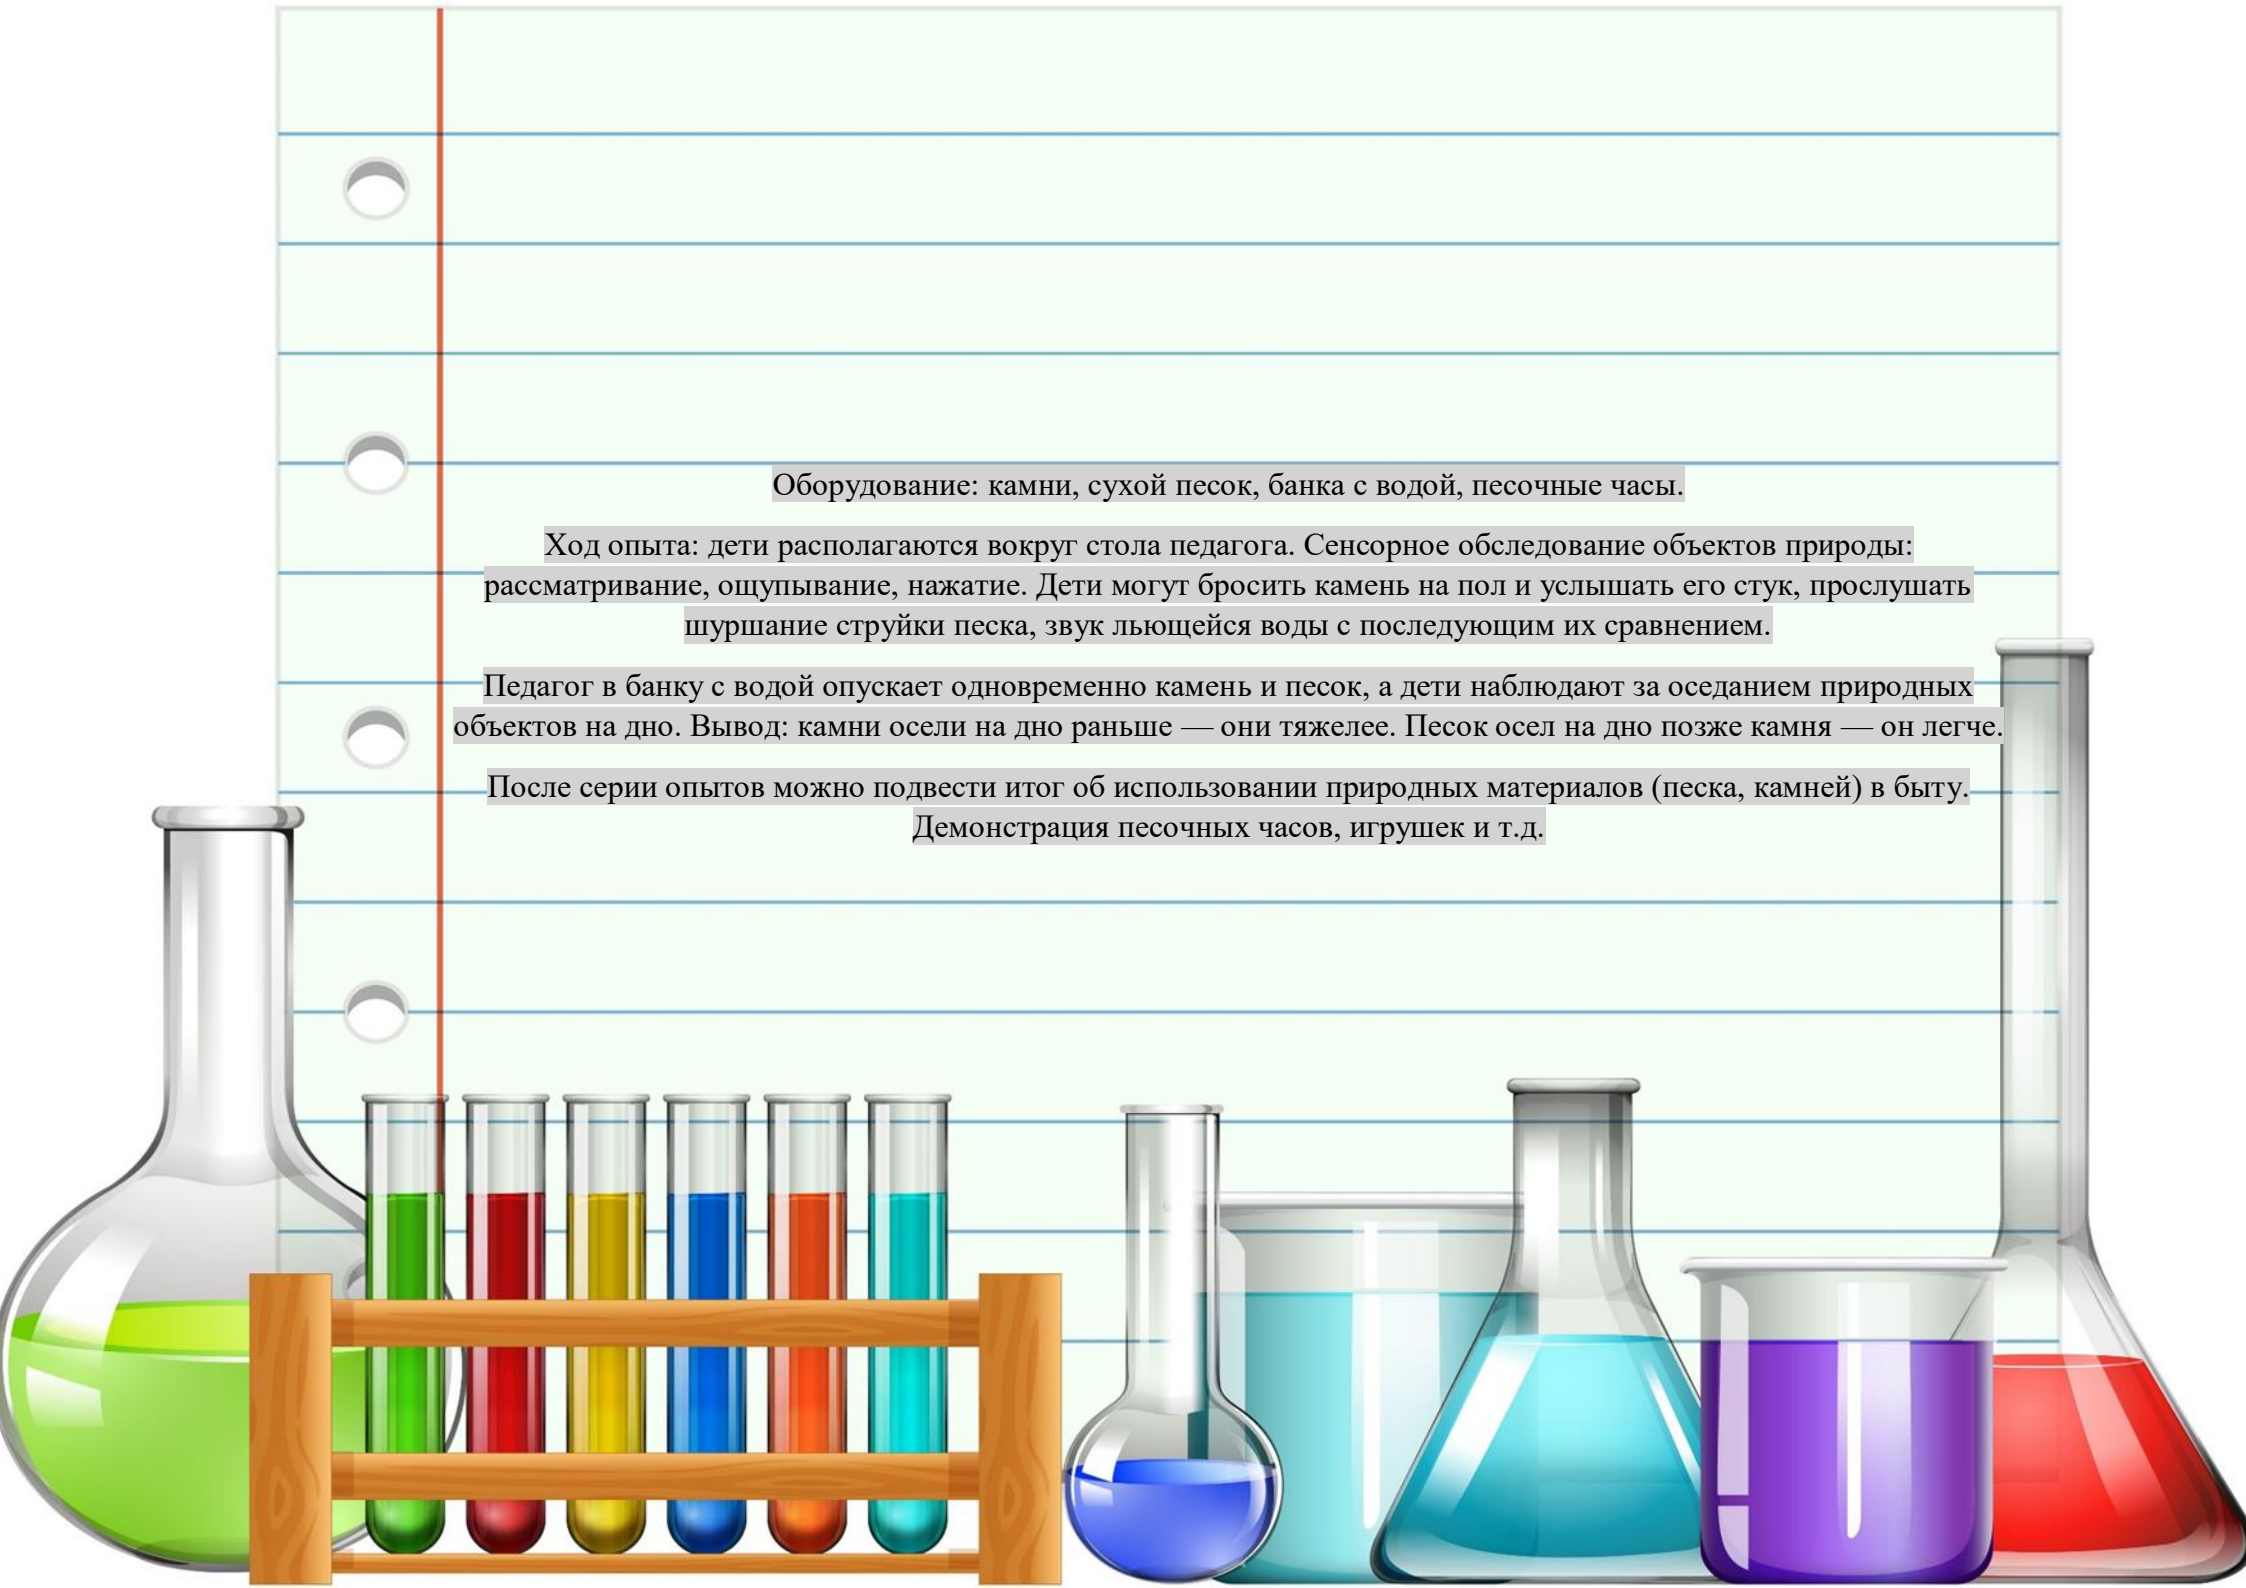 Оборудование: камни, сухой песок, банка с водой, песочные часы.
Ход опыта: дети располагаются вокруг стола педагога. Сенсорное обследование объектов природы:
рассматривание, ощупывание, нажатие. Дети могут бросить камень на пол и услышать его стук, прослушать
шуршание струйки песка, звук льющейся воды с последующим их сравнением.
Педагог в банку с водой опускает одновременно камень и песок, а дети наблюдают за оседанием природных
объектов на дно. Вывод: камни осели на дно раньше — они тяжелее. Песок осел на дно позже камня — он легче.
После серии опытов можно подвести итог об использовании природных материалов (песка, камней) в быту.
Демонстрация песочных часов, игрушек и т.д.